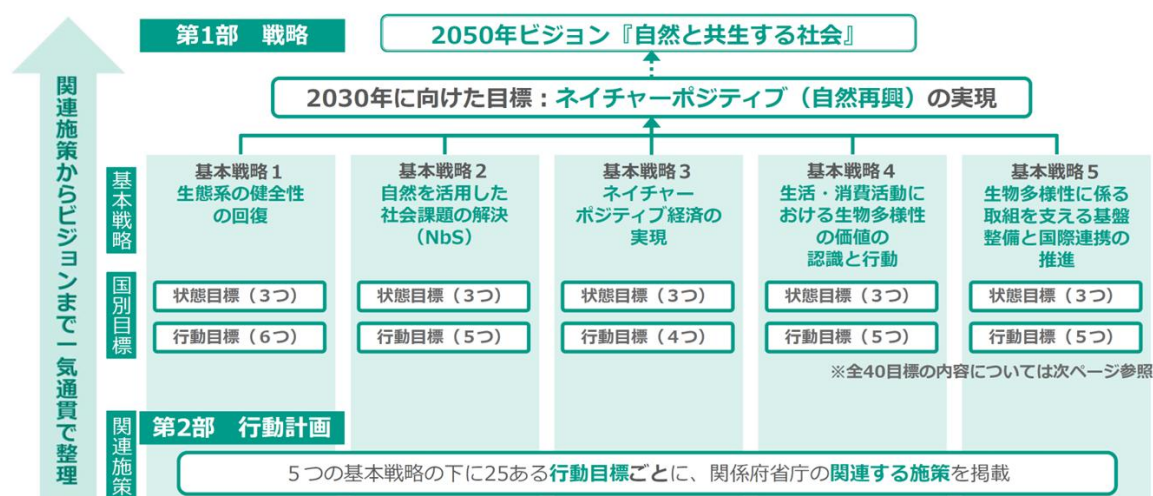 第1部 戦略
2050年ビジョン『自然と共生する社会』
2030年に向けた目標：ネイチャーポジティブ（自然再興）の実現
関連施策からビジョンまで一気通貫で整理
基本戦略
基本戦略１
生態系の健全性
の回復
基本戦略２
自然を活用した
社会課題の解決
（NbS）
基本戦略３
ネイチャー
ポジティブ経済の
実現
基本戦略４
生活・消費活動に
おける生物多様性
の価値の
認識と行動
基本戦略５
生物多様性に係る
取組を支える基盤
整備と国際連携の
推進
国別目標
状態目標（３つ）
状態目標（３つ）
状態目標（３つ）
状態目標（３つ）
状態目標（３つ）
行動目標（６つ）
行動目標（５つ）
行動目標（４つ）
行動目標（５つ）
行動目標（５つ）
※全40目標の内容については次ページ参照
関連施策
第2部 行動計画
５つの基本戦略の下に25ある行動目標ごとに、関係府省庁の関連する施策を掲載